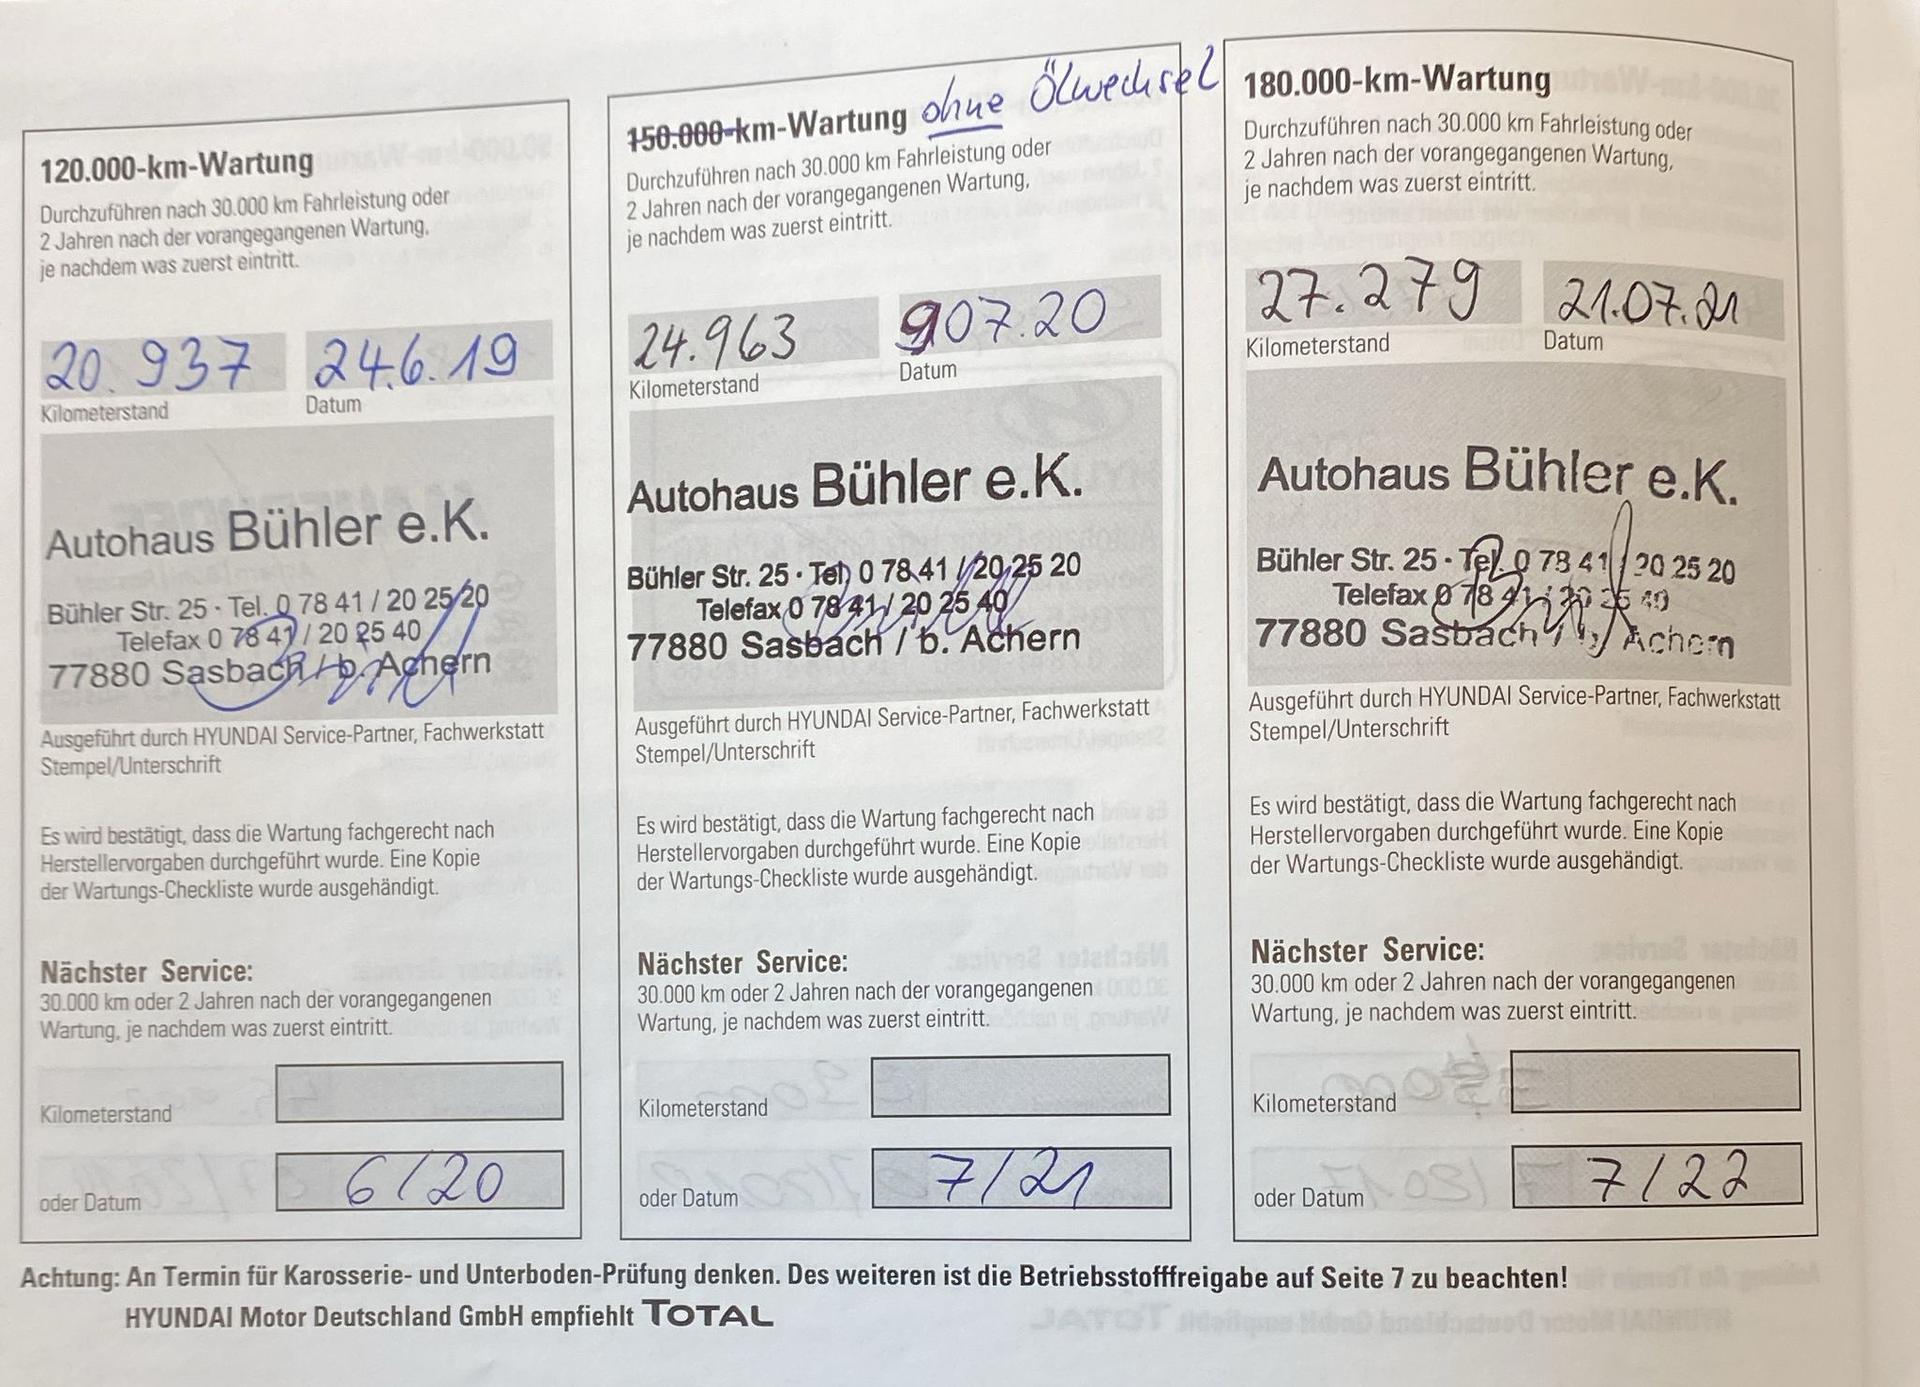 120.000-km-Wartung
Durchzuführen nach 30.000 km Fahrleistung oder
2 Jahren nach der vorangegangenen Wartung,
je nachdem was zuerst eintritt.
20.937 24.6.19
Kilometerstand Datum
Autohaus Bühler e.K.
Bühler Str. 25 · Tel. 0 78 41 / 20 25 20
Telefax 0 78 41 / 20 25 40
77880 Sasbach / b. Achern
Ausgeführt durch HYUNDAI Service-Partner, Fachwerkstatt
Stempel/Unterschrift
Es wird bestätigt, dass die Wartung fachgerecht nach
Herstellervorgaben durchgeführt wurde. Eine Kopie
der Wartungs-Checkliste wurde ausgehändigt.
Nächster Service:
30.000 km oder 2 Jahren nach der vorangegangenen
Wartung, je nachdem was zuerst eintritt.
Kilometerstand
oder Datum 6/20
150.000-km-Wartung ohne Ölwechsel
Durchzuführen nach 30.000 km Fahrleistung oder
2 Jahren nach der vorangegangenen Wartung,
je nachdem was zuerst eintritt.
24.963 907.20
Kilometerstand Datum
Autohaus Bühler e.K.
Bühler Str. 25 · Tel. 0 78 41 / 20 25 20
Telefax 0 78 41 / 20 25 40
77880 Sasbach / b. Achern
Ausgeführt durch HYUNDAI Service-Partner, Fachwerkstatt
Stempel/Unterschrift
Es wird bestätigt, dass die Wartung fachgerecht nach
Herstellervorgaben durchgeführt wurde. Eine Kopie
der Wartungs-Checkliste wurde ausgehändigt.
Nächster Service:
30.000 km oder 2 Jahren nach der vorangegangenen
Wartung, je nachdem was zuerst eintritt.
Kilometerstand
oder Datum 7/21
180.000-km-Wartung
Durchzuführen nach 30.000 km Fahrleistung oder
2 Jahren nach der vorangegangenen Wartung,
je nachdem was zuerst eintritt.
27.279 21.07.21
Kilometerstand Datum
Autohaus Bühler e.K.
Bühler Str. 25 · Tel. 0 78 41 / 20 25 20
Telefax 0 78 41 / 20 25 40
77880 Sasbach / b. Achern
Ausgeführt durch HYUNDAI Service-Partner, Fachwerkstatt
Stempel/Unterschrift
Es wird bestätigt, dass die Wartung fachgerecht nach
Herstellervorgaben durchgeführt wurde. Eine Kopie
der Wartungs-Checkliste wurde ausgehändigt.
Nächster Service:
30.000 km oder 2 Jahren nach der vorangegangenen
Wartung, je nachdem was zuerst eintritt.
Kilometerstand
oder Datum 7/22
Achtung: An Termin für Karosserie- und Unterboden-Prüfung denken. Des weiteren ist die Betriebsstofffreigabe auf Seite 7 zu beachten!
HYUNDAI Motor Deutschland GmbH empfiehlt TOTAL